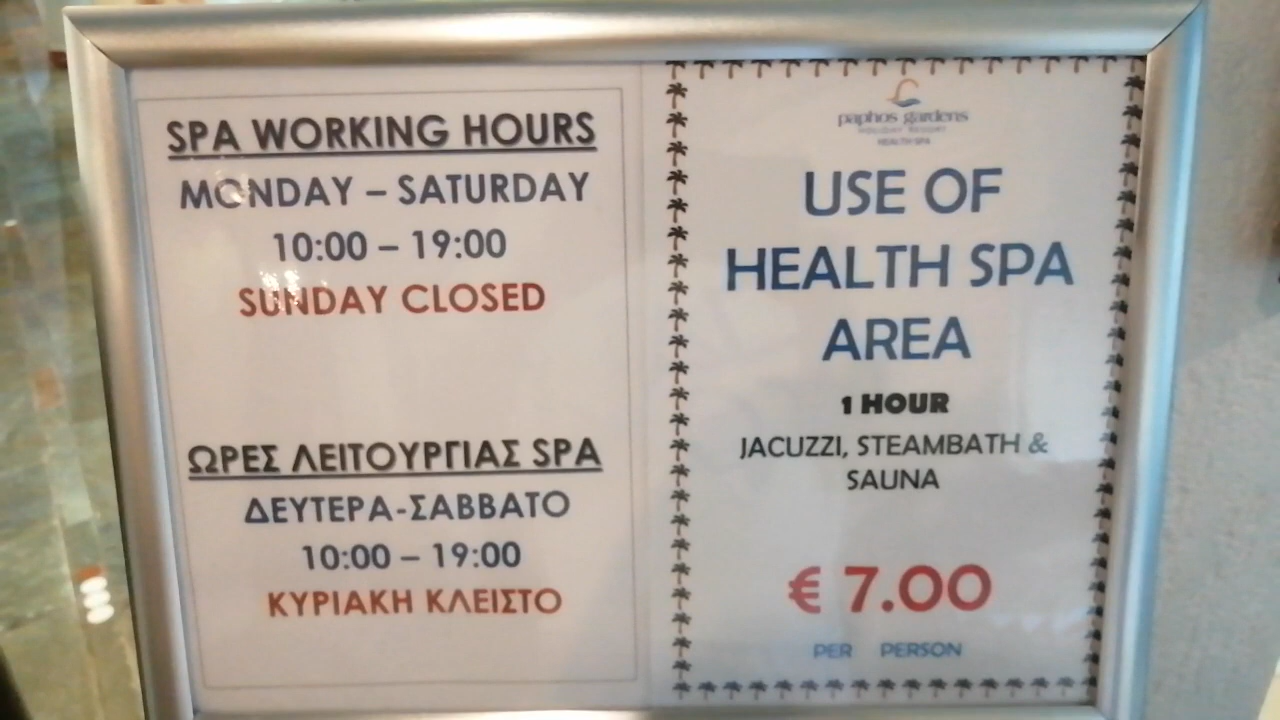 SPA WORKING HOURS
MONDAY – SATURDAY
10:00 – 19:00
SUNDAY CLOSED
ΩΡΕΣ ΛΕΙΤΟΥΡΓΙΑΣ SPA
ΔΕΥΤΕΡΑ-ΣΑΒΒΑΤΟ
10:00 – 19:00
ΚΥΡΙΑΚΗ ΚΛΕΙΣΤΟ
paphos gardens
HOLIDAY RESORT
HEALTH SPA
USE OF
HEALTH SPA
AREA
1 HOUR
JACUZZI, STEAMBATH &
SAUNA
€ 7.00
PER PERSON